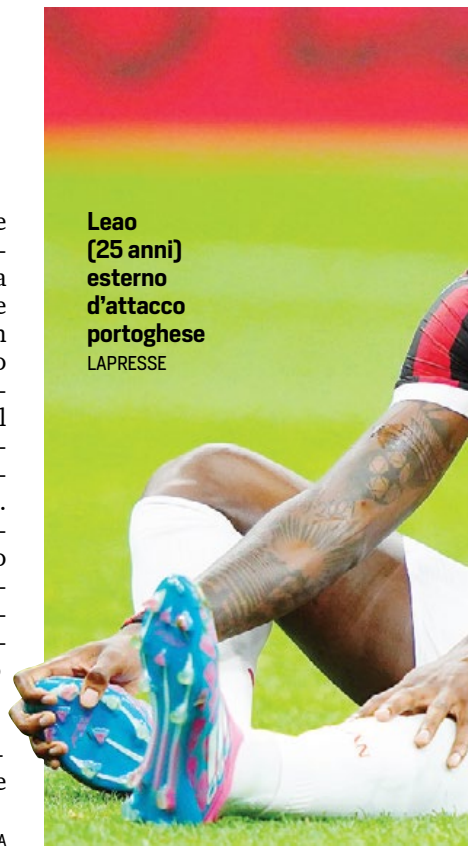 Leao
(25 anni)
esterno
d'attacco
portoghese
LAPRESSE